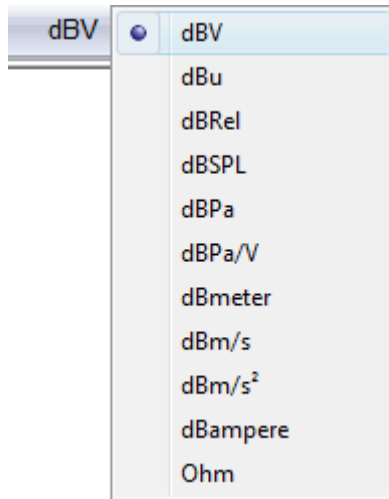 dBV dBV
dBu
dBRel
dBSPL
dBPa
dBPa/V
dBmeter
dBm/s
dBm/s²
dBampere
Ohm